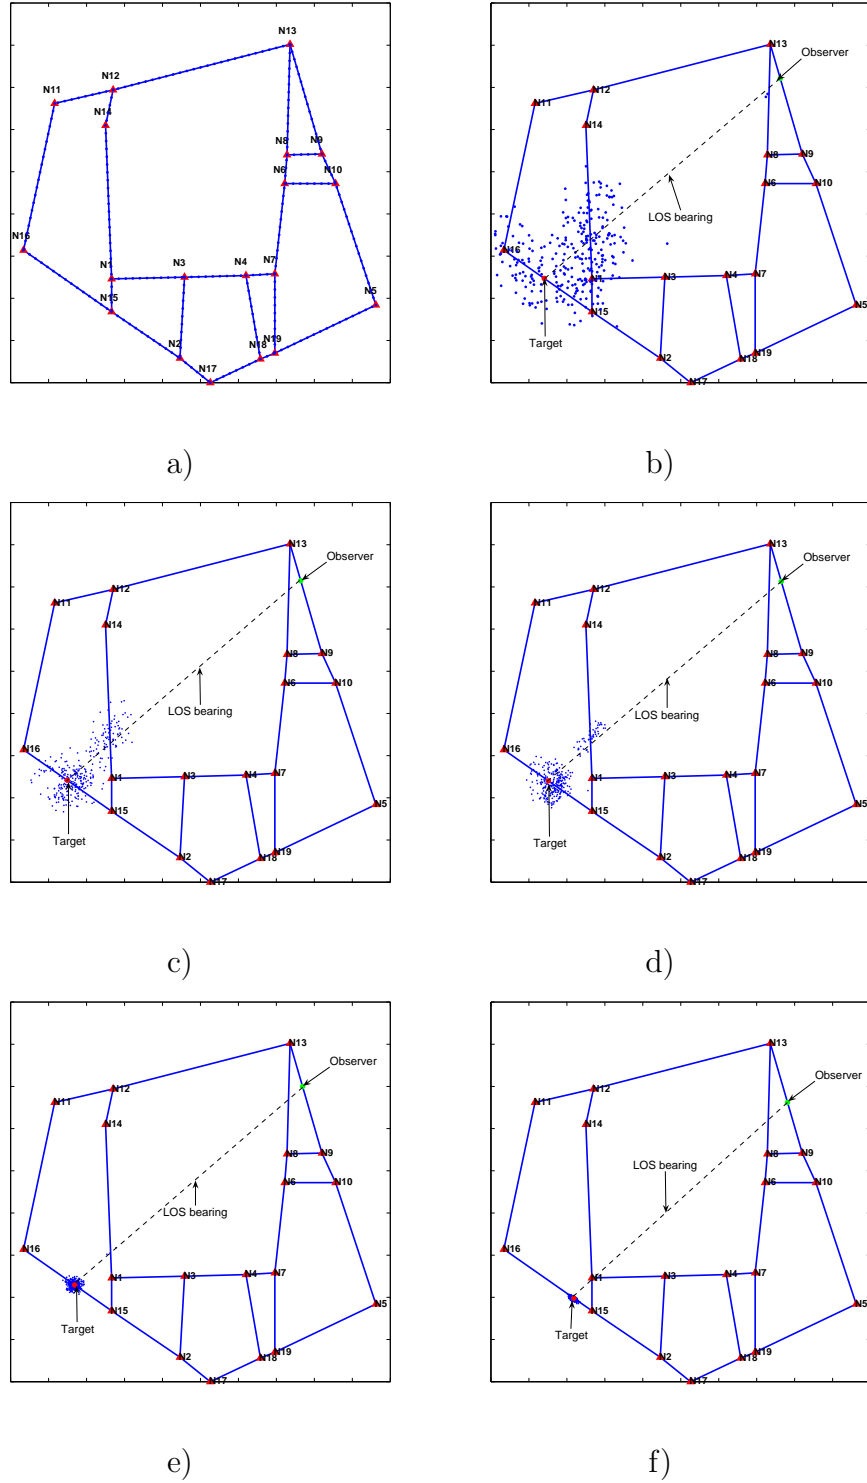 N13
N12
N11
N14
N8
N9
N6
N10
N16
N3
N4
N7
N1
N15
N5
N2
N18
N19
N17
a)
N13
Observer
N12
N11
N14
N8
N9
N6
N10
LOS bearing
N16
N1
N3
N4
N7
N15
N5
Target
N2
N18
N19
N17
b)
N13
Observer
N12
N11
N14
N8
N9
N6
N10
LOS bearing
N16
N1
N3
N4
N7
N15
N5
Target
N2
N18
N19
N17
c)
N13
Observer
N12
N11
N14
N8
N9
N6
N10
LOS bearing
N16
N1
N3
N4
N7
N15
N5
Target
N2
N18
N19
N17
d)
N13
Observer
N12
N11
N14
N8
N9
N6
N10
LOS bearing
N16
N1
N3
N4
N7
N15
N5
Target
N2
N18
N19
N17
e)
N13
Observer
N12
N11
N14
N8
N9
LOS bearing
N6
N10
N16
N1
N3
N4
N7
N15
N5
Target
N2
N18
N19
N17
f)